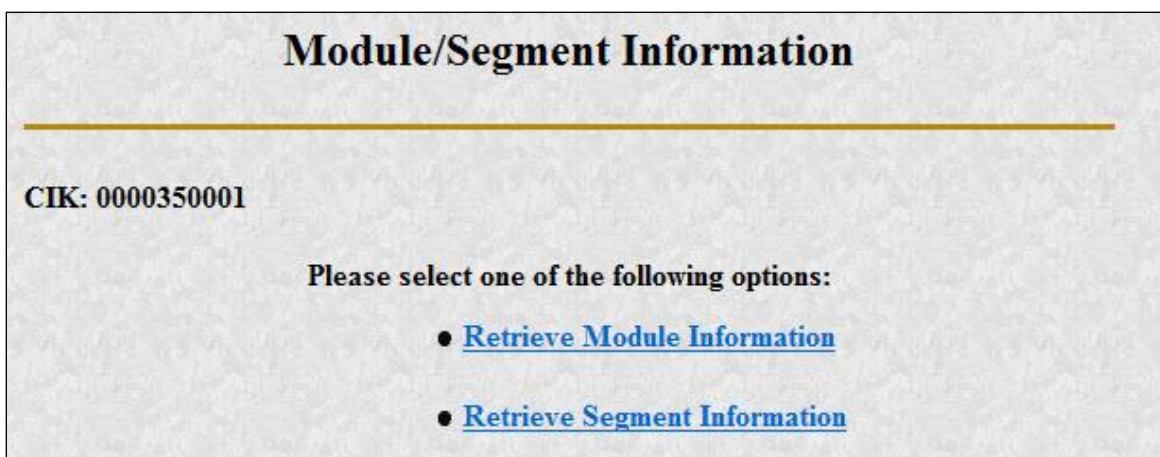 Module/Segment Information
CIK: 0000350001
Please select one of the following options:
Retrieve Module Information
Retrieve Segment Information